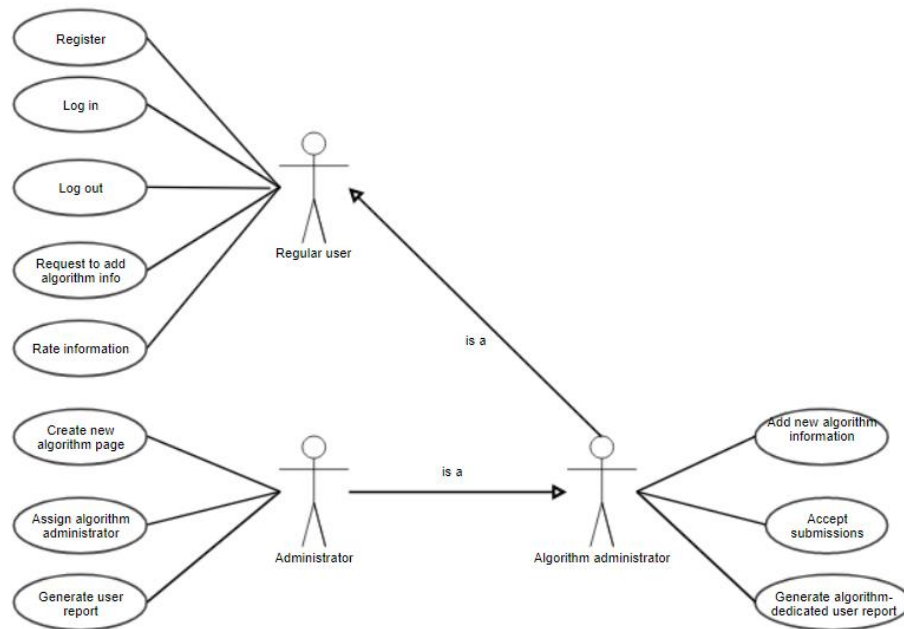 Register
Log in
Log out
Request to add
algorithm info
Rate information
Regular user
is a
Create new
algorithm page
Assign algorithm
administrator
Generate user
report
Administrator
is a
Algorithm administrator
Add new algorithm
information
Accept
submissions
Generate algorithm-
dedicated user report